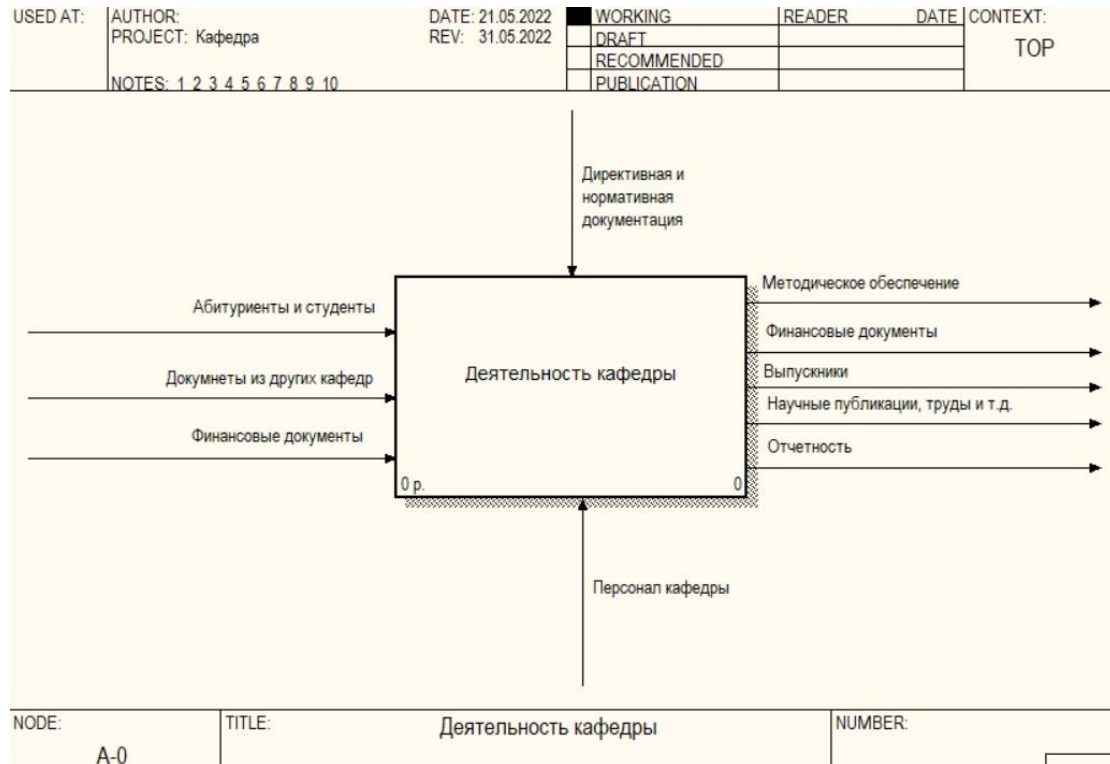 USED AT:
AUTHOR:
DATE: 21.05.2022
PROJECT: Кафедра
REV: 31.05.2022
NOTES: 1 2 3 4 5 6 7 8 9 10
WORKING
DRAFT
RECOMMENDED
PUBLICATION
READER
DATE
CONTEXT:
TOP
Директивная и
нормативная
документация
Абитуриенты и студенты
Докумнеты из других кафедр
Финансовые документы
Деятельность кафедры
0 р.
0
Методическое обеспечение
Финансовые документы
Выпускники
Научные публикации, труды и т.д.
Отчетность
Персонал кафедры
NODE:
A-0
TITLE:
Деятельность кафедры
NUMBER: